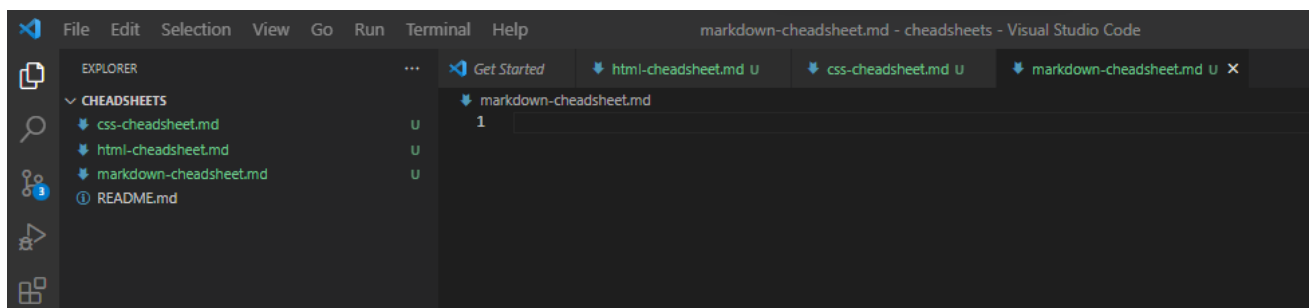 File Edit Selection View Go Run Terminal Help markdown-cheadsheet.md - cheadsheets - Visual Studio Code
EXPLORER ... Get Started html-cheadsheet.md U css-cheadsheet.md U markdown-cheadsheet.md U
CHEADSHEETS markdown-cheadsheet.md
css-cheadsheet.md U 1
html-cheadsheet.md U
markdown-cheadsheet.md U
3
README.md